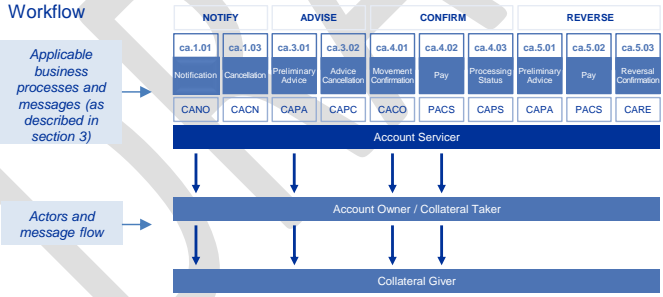 Workflow
NOTIFY ADVISE CONFIRM REVERSE
ca.1.01 ca.1.03 ca.3.01 ca.3.02 ca.4.01 ca.4.02 ca.4.03 ca.5.01 ca.5.02 ca.5.03
Notification Cancellation Preliminary Advice Advice Cancellation Movement Confirmation Pay Processing Status Preliminary Advice Pay Reversal Confirmation
CANO CACN CAPA CAPC CACO PACS CAPS CAPA PACS CARE
Applicable
business
processes and
messages (as
described in
section 3)
Account Servicer
Actors and
message flow
Account Owner / Collateral Taker
Collateral Giver